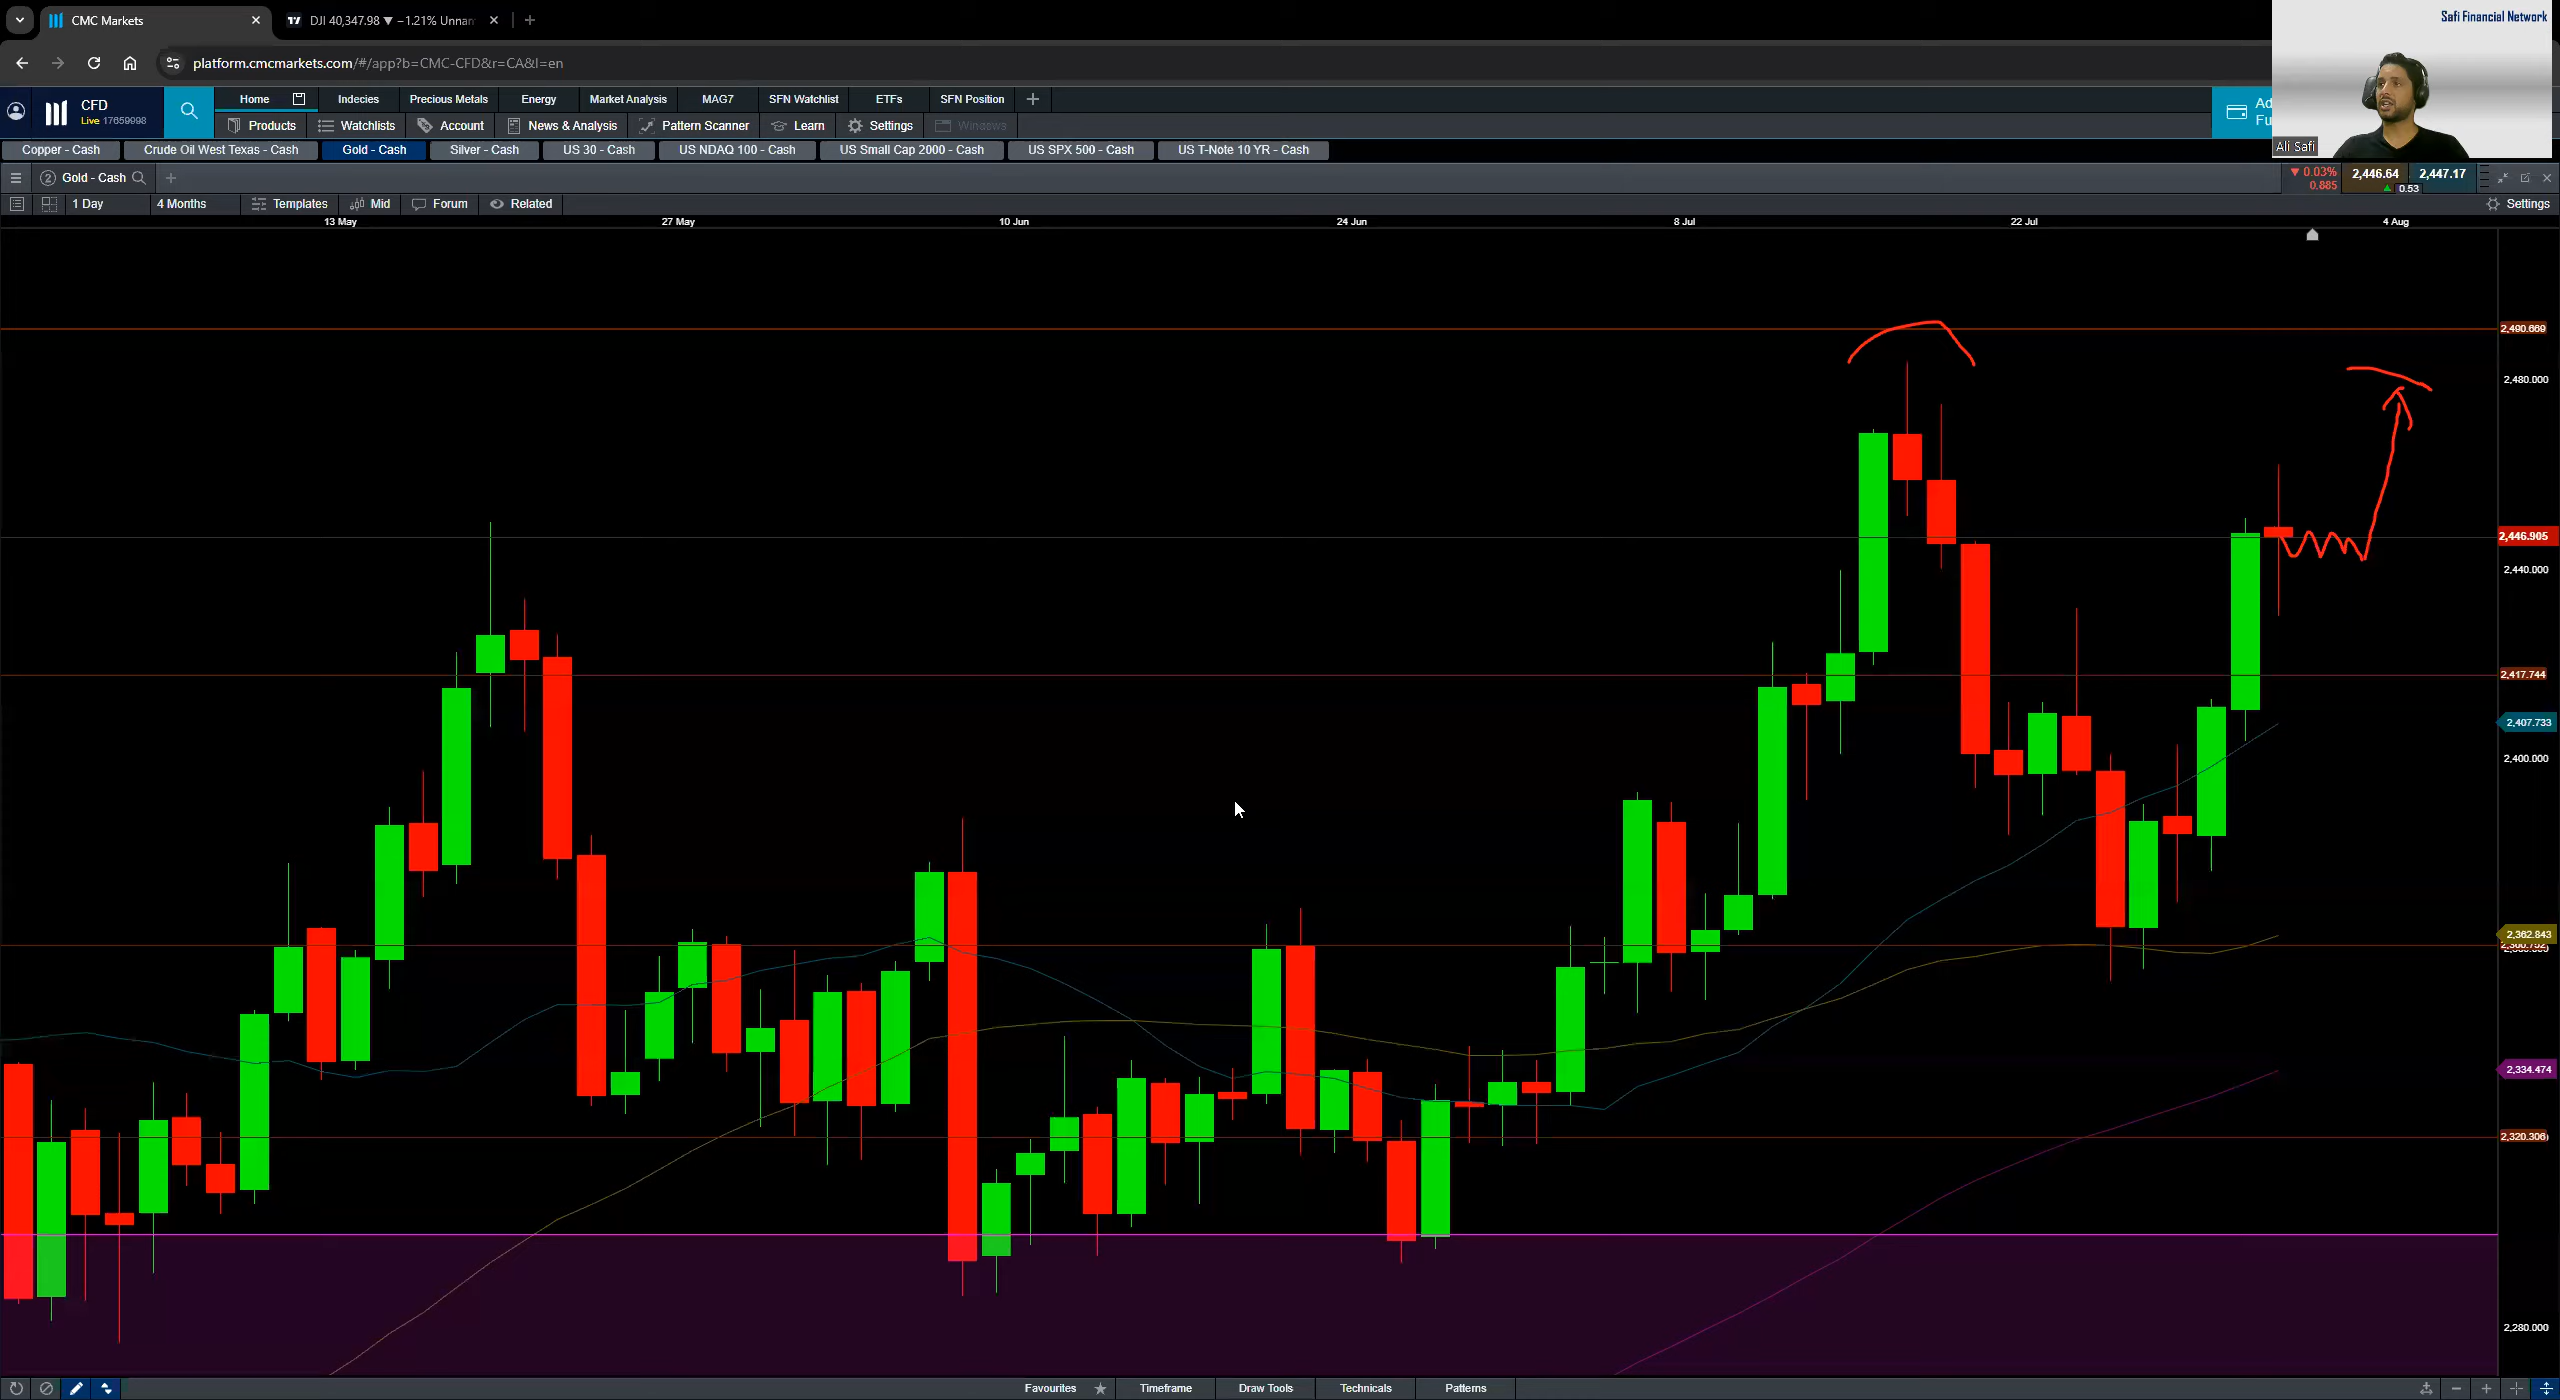 CMC Markets
DJI 40,347.98 ▼ −1.21% Unnam
Safi Financial Network
platform.cmcmarkets.com/#/app?b=CMC-CFD&r=CA&l=en
CFD
Live 17659998
Home Indecies Precious Metals Energy Market Analysis MAG7 SFN Watchlist ETFs SFN Position
Products Watchlists Account News & Analysis Pattern Scanner Learn Settings Windows
Ali Safi
Copper - Cash Crude Oil West Texas - Cash Gold - Cash Silver - Cash US 30 - Cash US NDAQ 100 - Cash US Small Cap 2000 - Cash US SPX 500 - Cash US T-Note 10 YR - Cash
2 Gold - Cash
▼ 0.03% 2,446.64 2,447.17
0.885 0.53
1 Day 4 Months Templates Mid Forum Related Settings
13 May 27 May 10 Jun 24 Jun 8 Jul 22 Jul 4 Aug
2,490.669
2,480.000
2,446.905
2,440.000
2,417.744
2,407.733
2,400.000
2,362.843
2,334.474
2,320.306
2,280.000
Favourites Timeframe Draw Tools Technicals Patterns